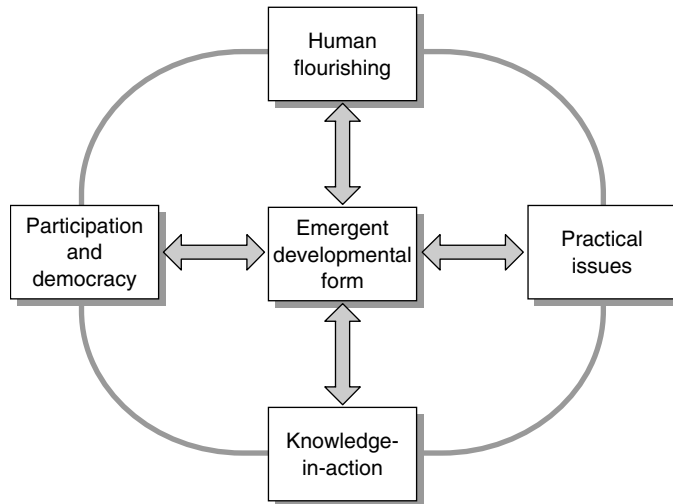 Human
flourishing
Participation
and
democracy
Emergent
developmental
form
Practical
issues
Knowledge-
in-action